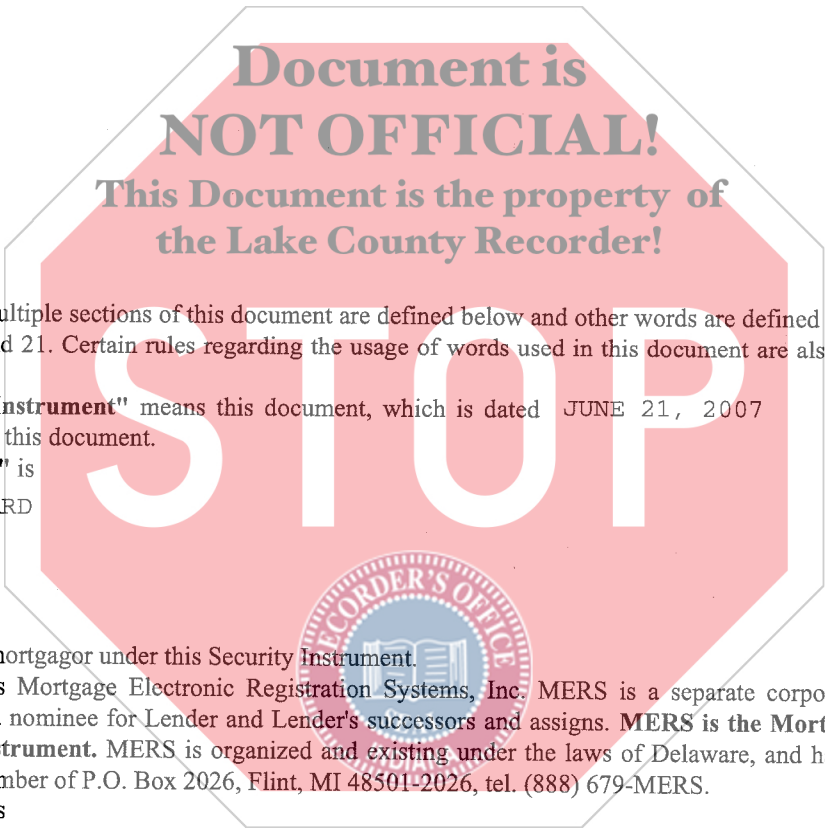 Document is
NOT OFFICIAL!
This Document is the property of
the Lake County Recorder!
STOP
ultiple sections of this document are defined below and other words are defined
d 21. Certain rules regarding the usage of words used in this document are als
nstrument" means this document, which is dated JUNE 21, 2007
this document.
" is
RD
RECORDER'S OFFICE
INDIANA
ortgagor under this Security Instrument.
s Mortgage Electronic Registration Systems, Inc. MERS is a separate corpo
nominee for Lender and Lender's successors and assigns. MERS is the Mort
strument. MERS is organized and existing under the laws of Delaware, and h
mber of P.O. Box 2026, Flint, MI 48501-2026, tel. (888) 679-MERS.
s